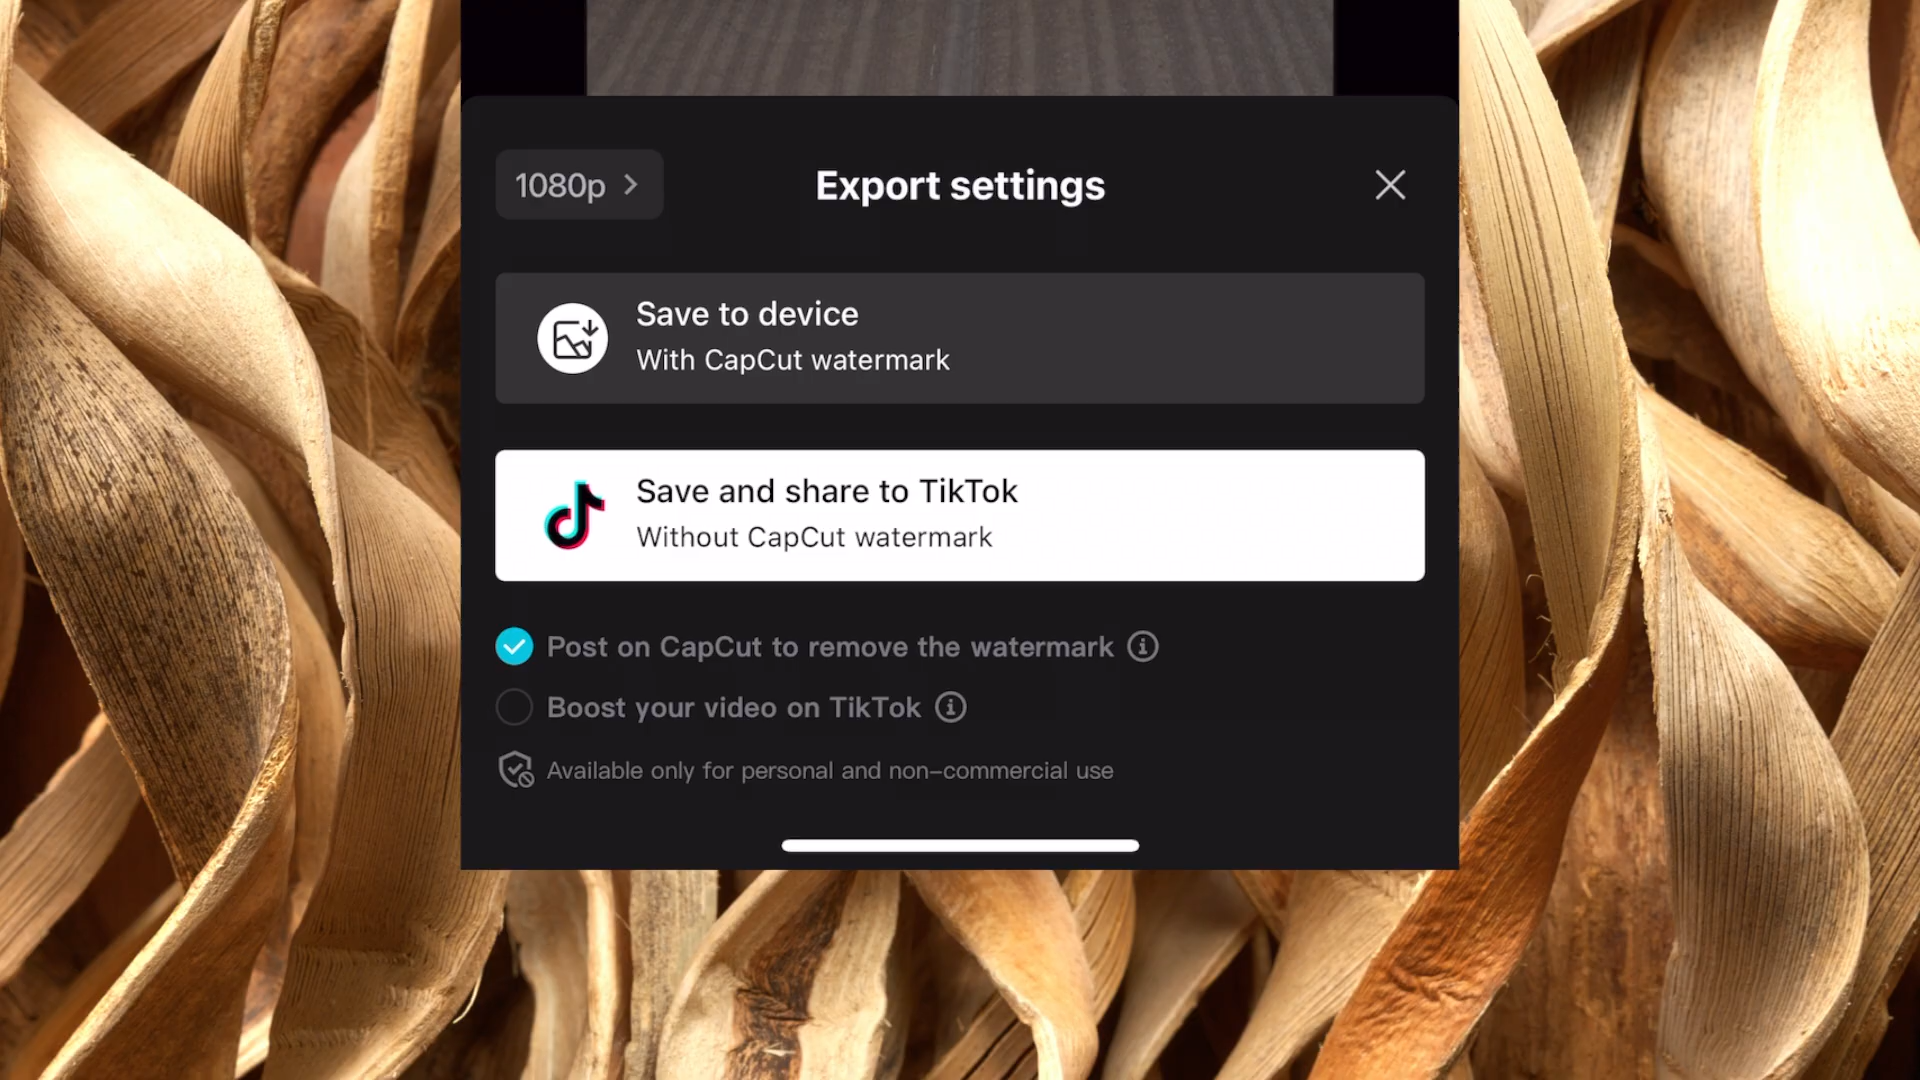 1080p
Export settings
Save to device
With CapCut watermark
Save and share to TikTok
Without CapCut watermark
Post on CapCut to remove the watermark
Boost your video on TikTok
Available only for personal and non-commercial use